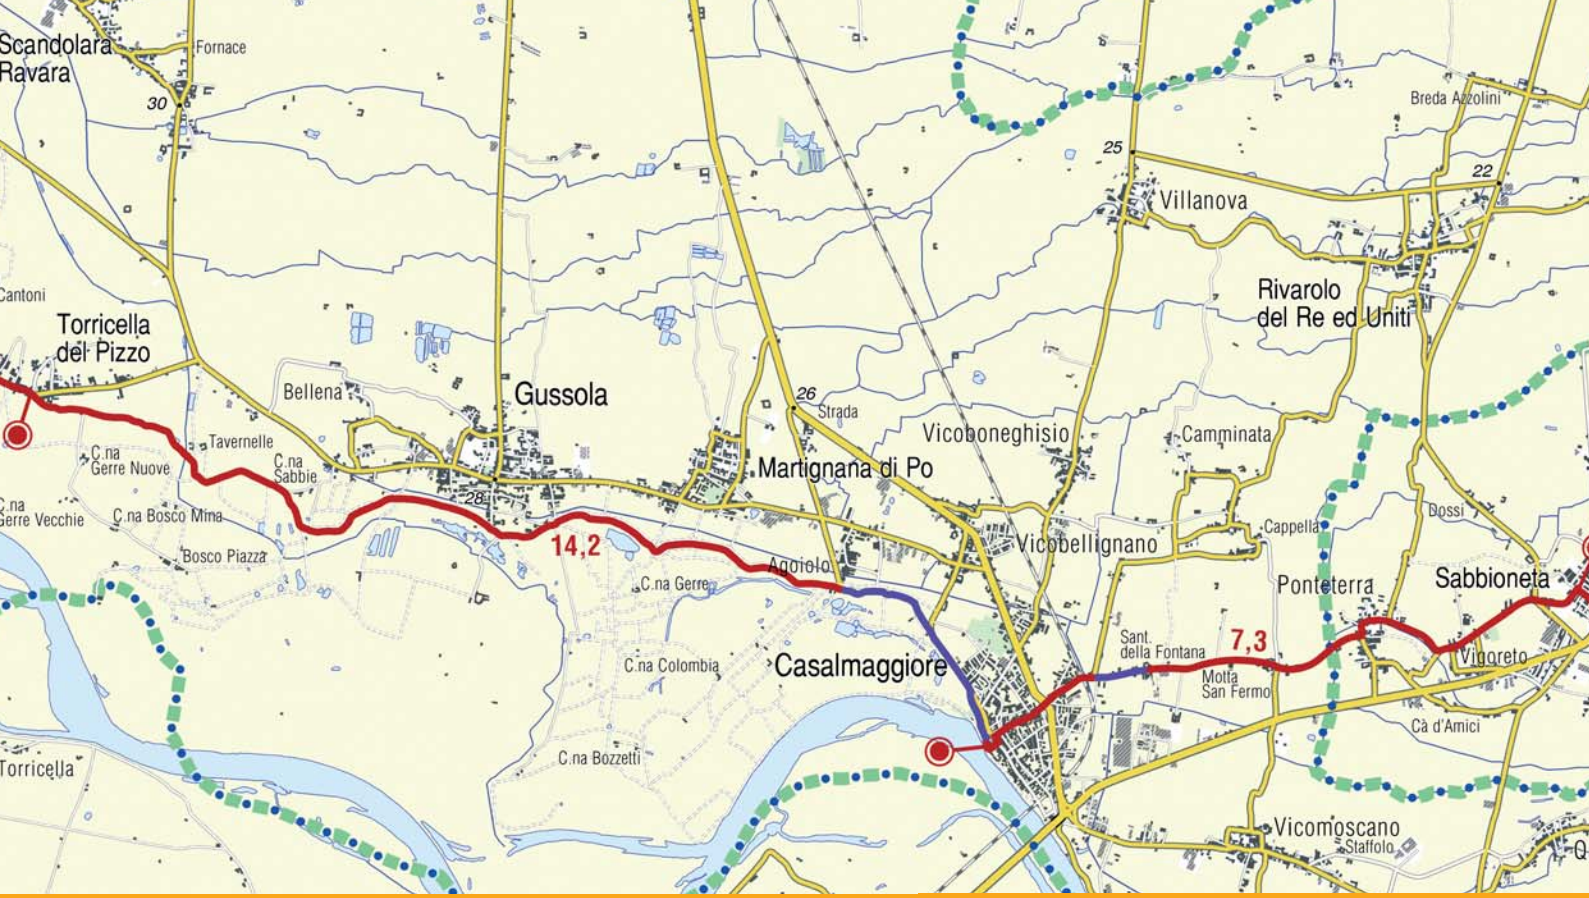 Scandolara
Ravara
Fornace
30
Breda Azzolini
25
22
Villanova
Cantoni
Torricella
del Pizzo
Rivarolo
del Re ed Uniti
Bellena
Gussola
26
Strada
Vicoboneghisio
Camminata
Tavernelle
C.na
Gerre Nuove
C.na
Sabbie
Martignana di Po
28
C.na
Gerre Vecchie
C.na Bosco Mina
Dossi
Cappella
14,2
Vicobellignano
Bosco Piazza
Agoiolo
C.na Gerre
Ponteterra
Sabbioneta
Sant.
della Fontana
7,3
C.na Colombia
Casalmaggiore
Vigoreto
Motta
San Fermo
Cà d'Amici
C.na Bozzetti
Torricella
Vicomoscano
Staffolo
Q